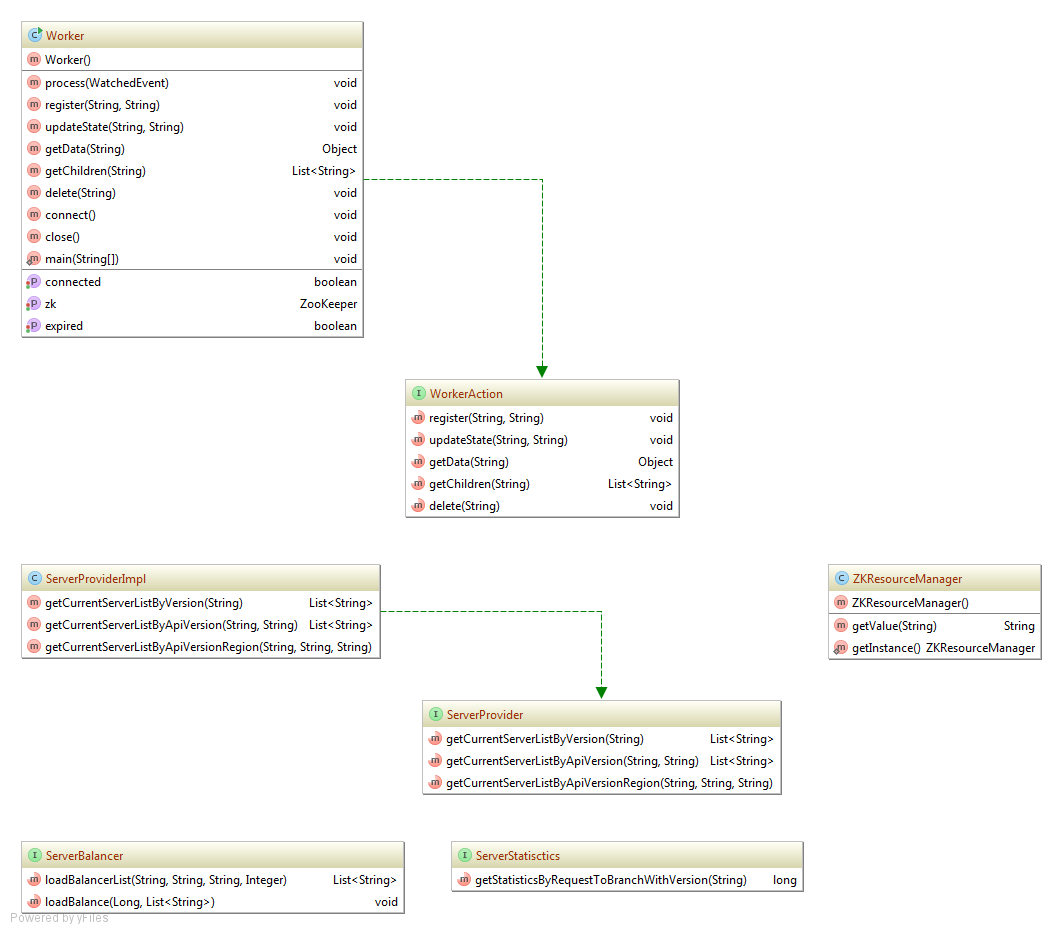 Worker
Worker()
process(WatchedEvent) void
register(String, String) void
updateState(String, String) void
getData(String) Object
getChildren(String) List<String>
delete(String) void
connect() void
close() void
main(String[]) void
connected boolean
zk ZooKeeper
expired boolean
WorkerAction
register(String, String) void
updateState(String, String) void
getData(String) Object
getChildren(String) List<String>
delete(String) void
ServerProviderImpl
getCurrentServerListByVersion(String) List<String>
getCurrentServerListByApiVersion(String, String) List<String>
getCurrentServerListByApiVersionRegion(String, String, String)
ZKResourceManager
ZKResourceManager()
getValue(String) String
getInstance() ZKResourceManager
ServerProvider
getCurrentServerListByVersion(String) List<String>
getCurrentServerListByApiVersion(String, String) List<String>
getCurrentServerListByApiVersionRegion(String, String, String)
ServerBalancer
loadBalancerList(String, String, String, Integer) List<String>
loadBalance(Long, List<String>) void
ServerStatisctics
getStatisticsByRequestToBranchWithVersion(String) long
Powered by yFiles